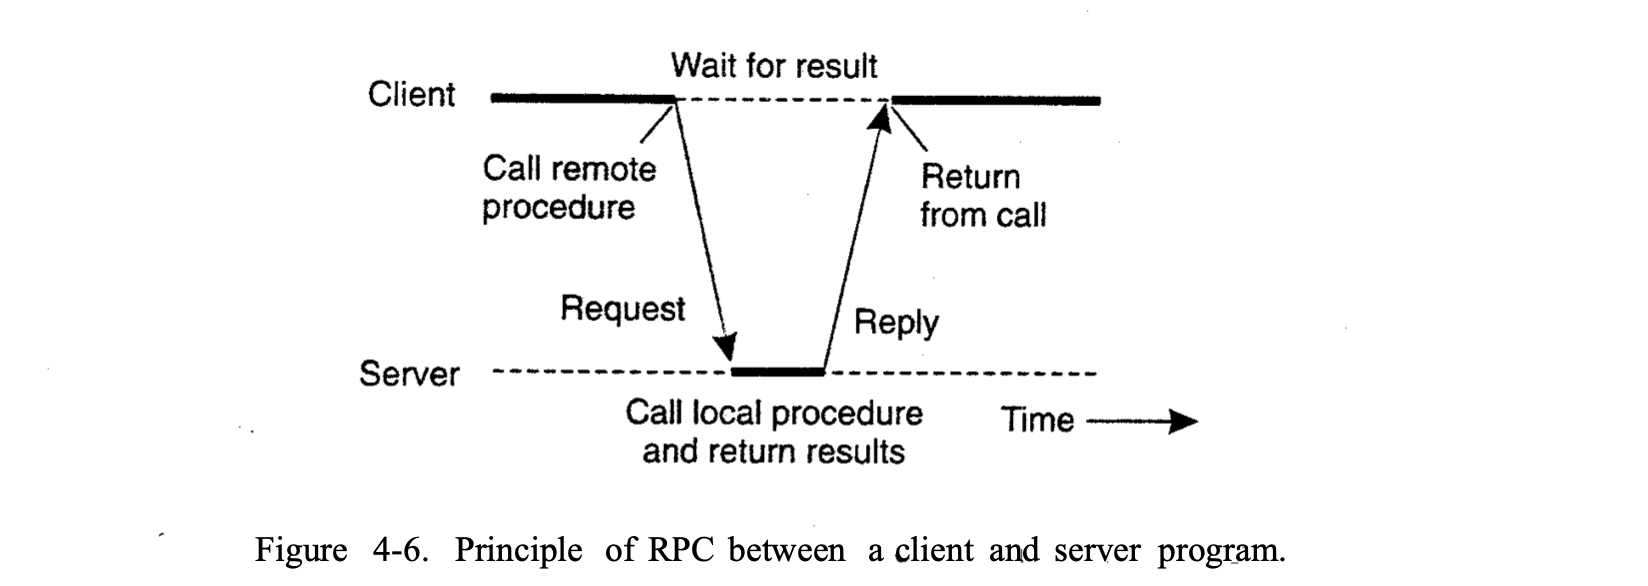 Wait for result
Client
Call remote
procedure
Return
from call
Request
Reply
Server
Call local procedure
and return results
Time
Figure 4-6. Principle of RPC between a client and server program.